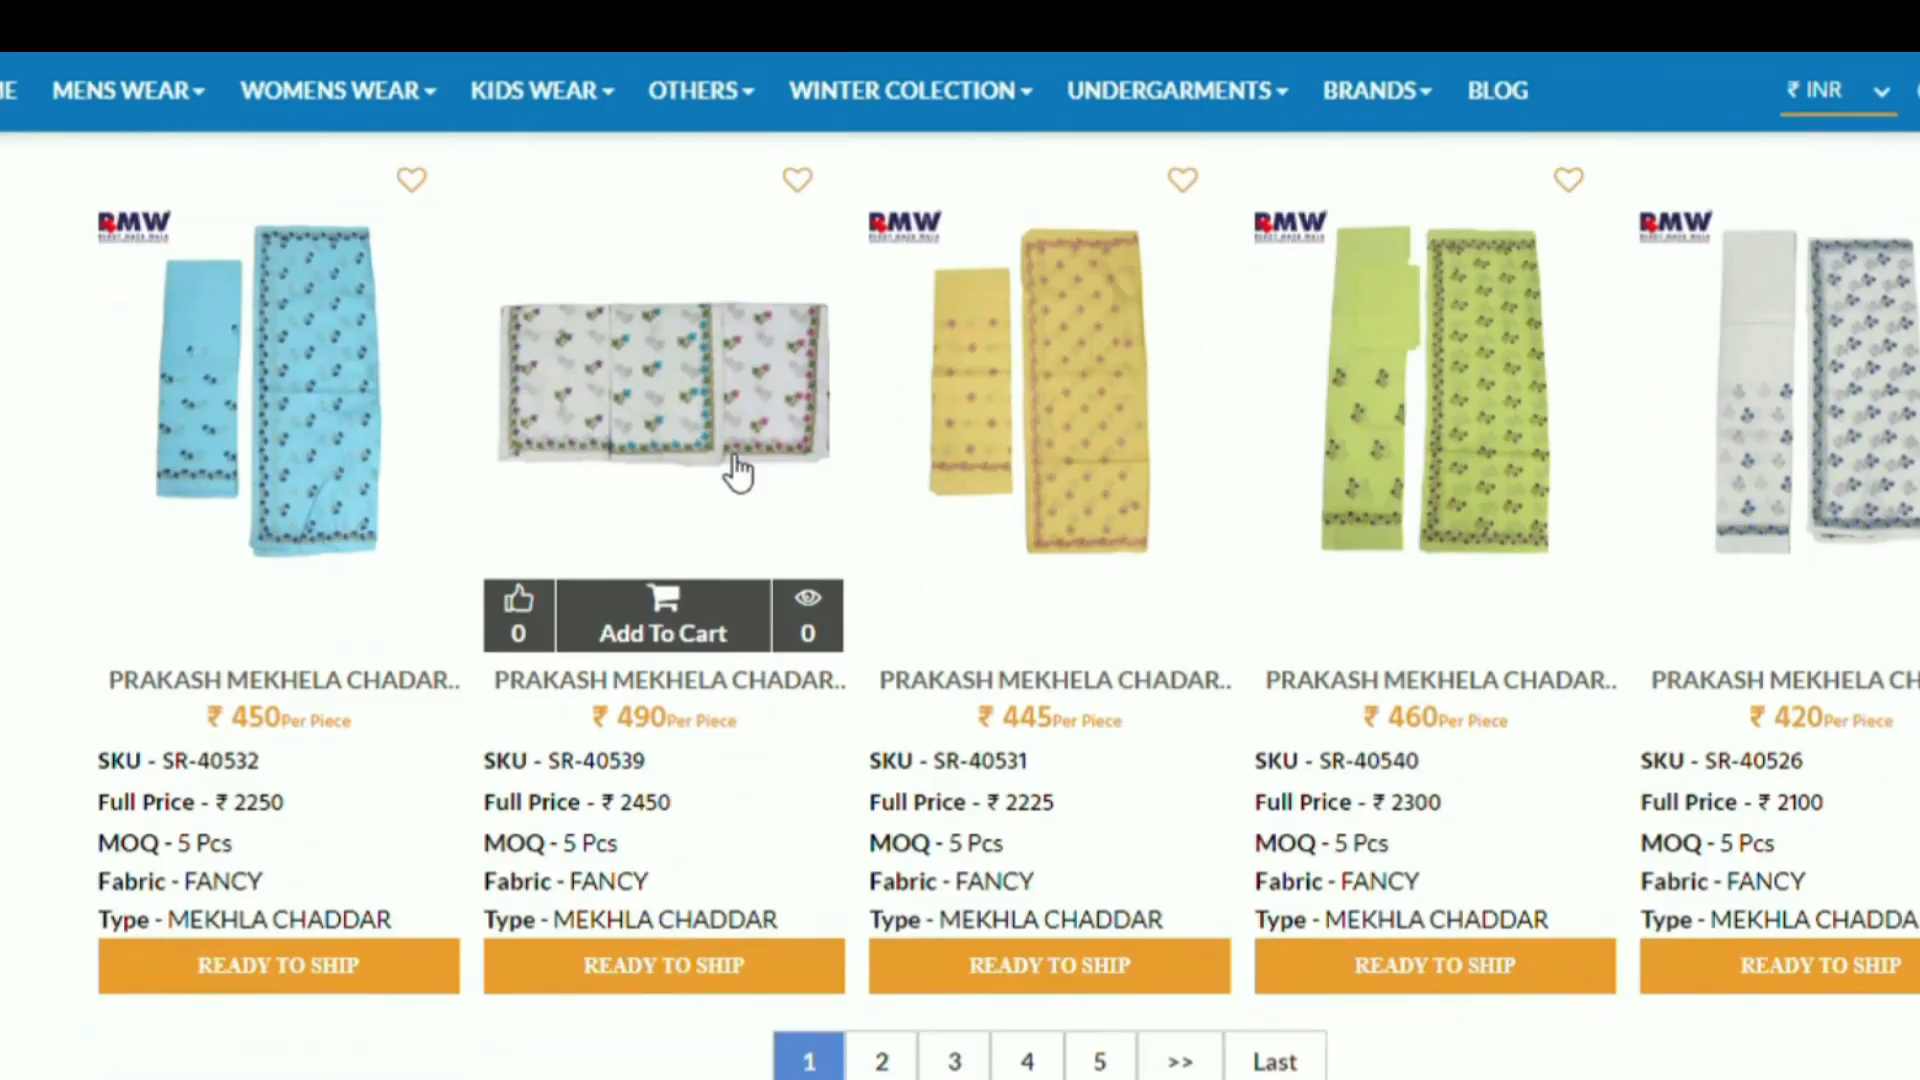 MENS WEAR WOMENS WEAR KIDS WEAR OTHERS WINTER COLECTION UNDERGARMENTS BRANDS BLOG ₹ INR
RMW RMW RMW RMW
0 Add To Cart 0
PRAKASH MEKHELA CHADAR.. PRAKASH MEKHELA CHADAR.. PRAKASH MEKHELA CHADAR.. PRAKASH MEKHELA CHADAR.. PRAKASH MEKHELA CH
₹ 450Per Piece ₹ 490Per Piece ₹ 445Per Piece ₹ 460Per Piece ₹ 420Per Piece
SKU - SR-40532 SKU - SR-40539 SKU - SR-40531 SKU - SR-40540 SKU - SR-40526
Full Price - ₹ 2250 Full Price - ₹ 2450 Full Price - ₹ 2225 Full Price - ₹ 2300 Full Price - ₹ 2100
MOQ - 5 Pcs MOQ - 5 Pcs MOQ - 5 Pcs MOQ - 5 Pcs MOQ - 5 Pcs
Fabric - FANCY Fabric - FANCY Fabric - FANCY Fabric - FANCY Fabric - FANCY
Type - MEKHLA CHADDAR Type - MEKHLA CHADDAR Type - MEKHLA CHADDAR Type - MEKHLA CHADDAR Type - MEKHLA CHADDA
READY TO SHIP READY TO SHIP READY TO SHIP READY TO SHIP READY TO SHIP
1 2 3 4 5 >> Last